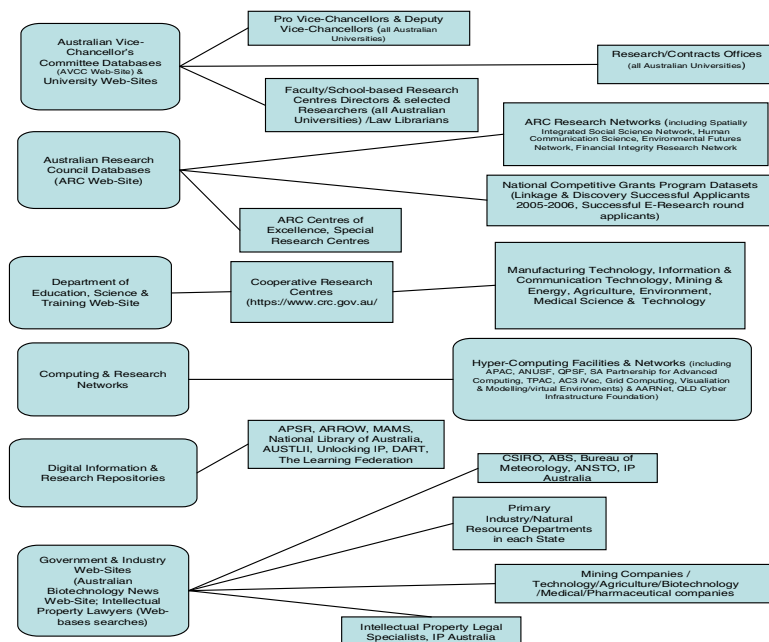 Pro Vice-Chancellors & Deputy
Vice-Chancellors (all Australian
Universities)
Australian Vice-
Chancellor's
Committee Databases
(AVCC Web-Site) &
University Web-Sites
Research/Contracts Offices
(all Australian Universities)
Faculty/School-based Research
Centres Directors & selected
Researchers (all Australian
Universities) /Law Librarians
ARC Research Networks (including Spatially
Integrated Social Science Network, Human
Communication Science, Environmental Futures
Network, Financial Integrity Research Network
Australian Research
Council Databases
(ARC Web-Site)
National Competitive Grants Program Datasets
(Linkage & Discovery Successful Applicants
2005-2006, Successful E-Research round
applicants)
ARC Centres of
Excellence, Special
Research Centres
Department of
Education, Science &
Training Web-Site
Cooperative Research
Centres
(https://www.crc.gov.au/
Manufacturing Technology, Information &
Communication Technology, Mining &
Energy, Agriculture, Environment,
Medical Science & Technology
Computing & Research
Networks
Hyper-Computing Facilities & Networks (including
APAC, ANUSF, QPSF, SA Partnership for Advanced
Computing, TPAC, AC3 iVec, Grid Computing, Visualiation
& Modelling/virtual Environments) & AARNet, QLD Cyber
Infrastructure Foundation)
APSR, ARROW, MAMS,
National Library of Australia,
AUSTLII, Unlocking IP, DART,
The Learning Federation
Digital Information &
Research Repositories
CSIRO, ABS, Bureau of
Meteorology, ANSTO, IP
Australia
Primary
Industry/Natural
Resource Departments
in each State
Government & Industry
Web-Sites
(Australian
Biotechnology News
Web-Site; Intellectual
Property Lawyers (Web-
bases searches)
Mining Companies /
Technology/Agriculture/Biotechnology
/Medical/Pharmaceutical companies
Intellectual Property Legal
Specialists, IP Australia